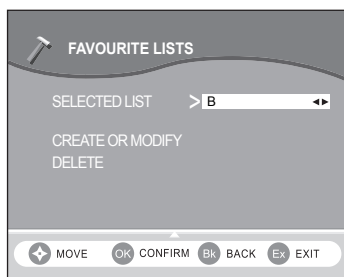 FAVOURITE LISTS
SELECTED LIST > B
CREATE OR MODIFY
DELETE
MOVE OK CONFIRM Bk BACK Ex EXIT